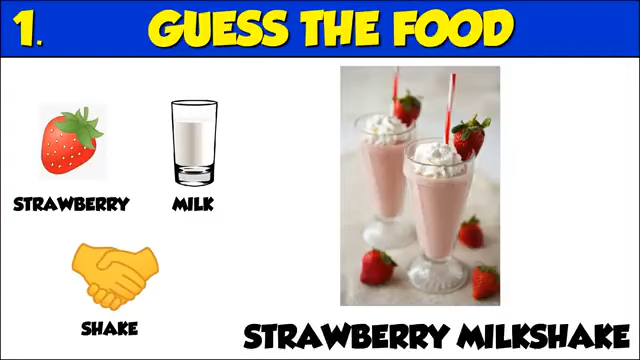 1. GUESS THE FOOD
STRAWBERRY MILK
SHAKE
STRAWBERRY MILKSHAKE